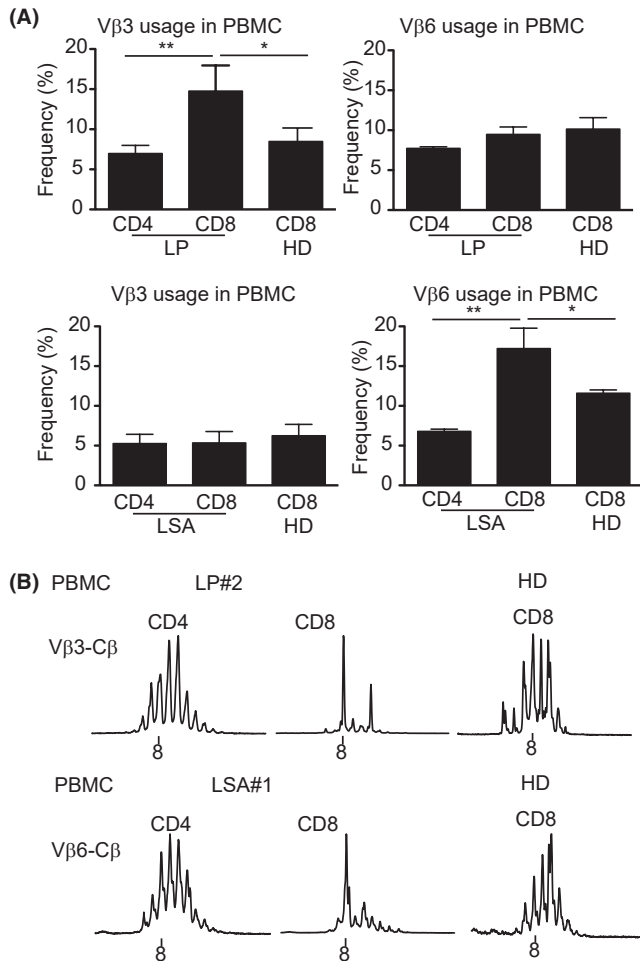 (A)
Vβ3 usage in PBMC
Vβ6 usage in PBMC
** *
Frequency (%)
20
15
10
5
0
CD4 CD8 CD8
LP HD
Frequency (%)
20
15
10
5
0
CD4 CD8 CD8
LP HD
Vβ3 usage in PBMC
Vβ6 usage in PBMC
Frequency (%)
20
15
10
5
0
CD4 CD8 CD8
LSA HD
** *
Frequency (%)
20
15
10
5
0
CD4 CD8 CD8
LSA HD
(B)
PBMC LP#2 HD
CD4 CD8 CD8
Vβ3-Cβ
8 8 8
PBMC LSA#1 HD
CD4 CD8 CD8
Vβ6-Cβ
8 8 8